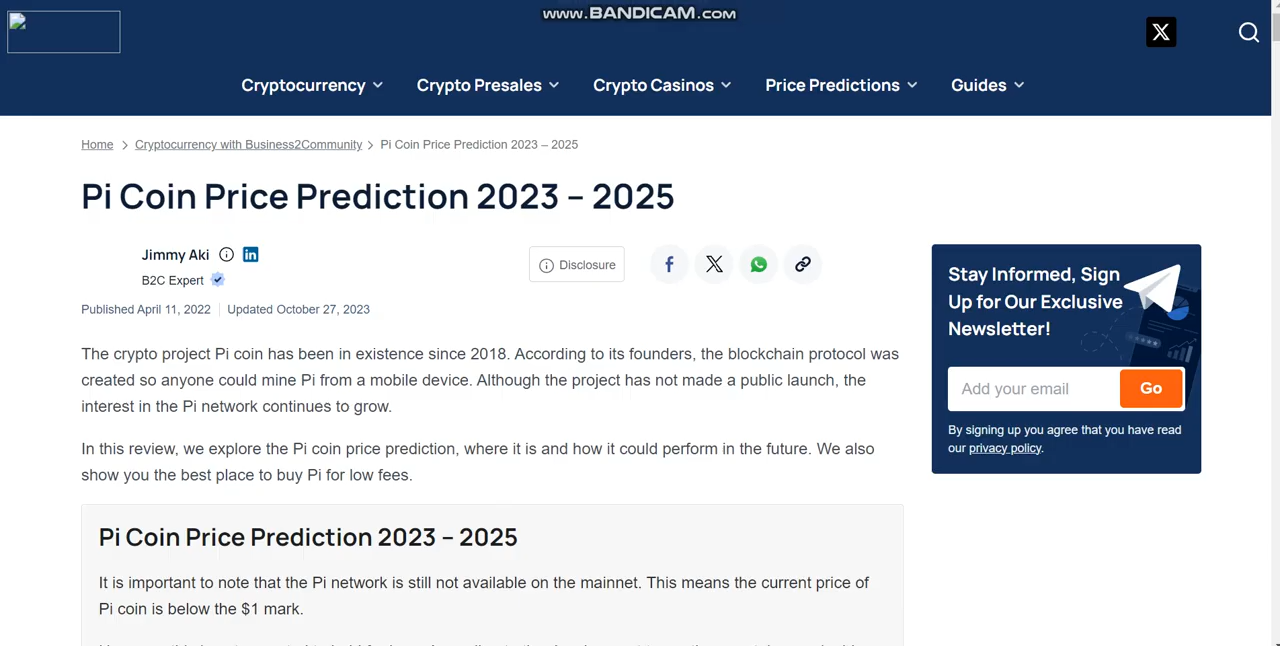 www.BANDICAM.com
X
Cryptocurrency
Crypto Presales
Crypto Casinos
Price Predictions
Guides
Home > Cryptocurrency with Business2Community > Pi Coin Price Prediction 2023 – 2025
Pi Coin Price Prediction 2023 – 2025
Jimmy Aki
in
B2C Expert
Published April 11, 2022
Updated October 27, 2023
Disclosure
The crypto project Pi coin has been in existence since 2018. According to its founders, the blockchain protocol was
created so anyone could mine Pi from a mobile device. Although the project has not made a public launch, the
interest in the Pi network continues to grow.
In this review, we explore the Pi coin price prediction, where it is and how it could perform in the future. We also
show you the best place to buy Pi for low fees.
Pi Coin Price Prediction 2023 – 2025
It is important to note that the Pi network is still not available on the mainnet. This means the current price of
Pi coin is below the $1 mark.
Stay Informed, Sign
Up for Our Exclusive
Newsletter!
Add your email
Go
By signing up you agree that you have read
our privacy policy.